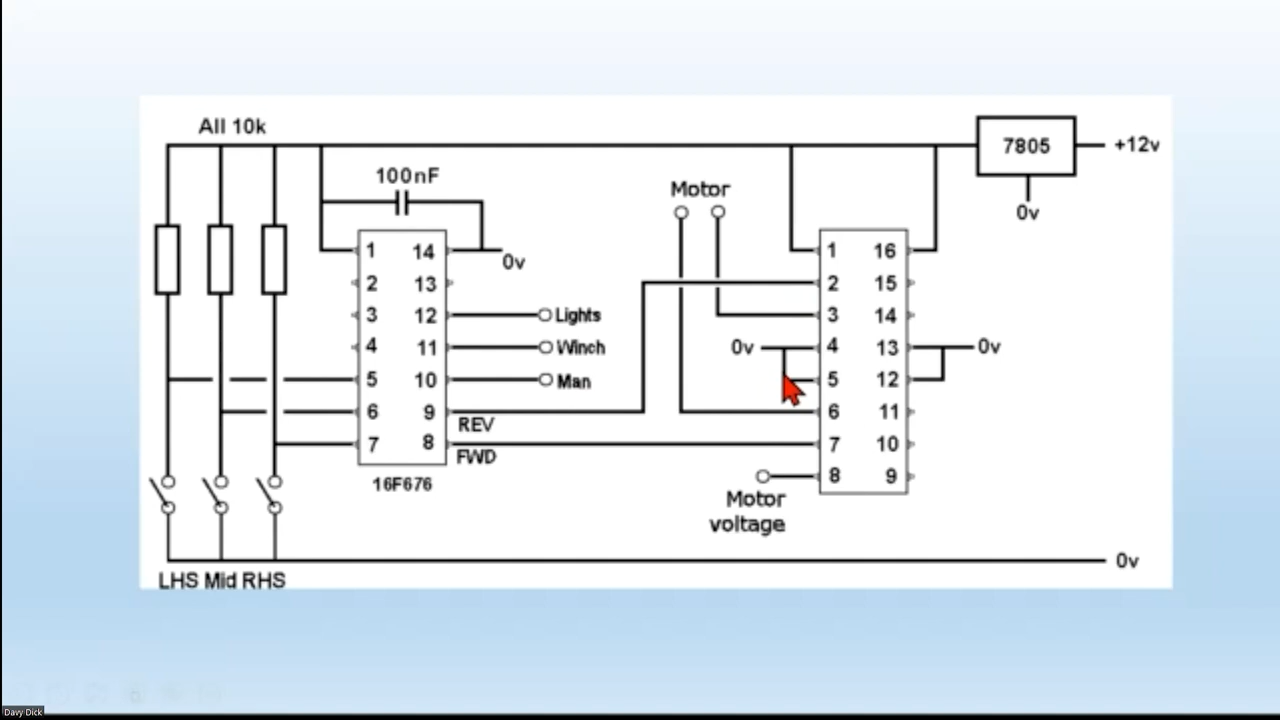 All 10k
100nF
7805
+12v
0v
Motor
1 14
0v
2 13
3 12
Lights
4 11
Winch
5 10
Man
6 9
REV
7 8
FWD
16F676
1 16
2 15
3 14
0v
4 13
0v
5 12
6 11
7 10
8 9
Motor
voltage
0v
LHS Mid RHS
Davy Dick